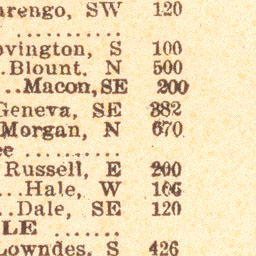 arengo, SW 120
..............
ovington, S 100
..Blount. N 500
...Macon, SE 200
Geneva, SE 382
Morgan, N 670
ee ..........
Russell, E 200
...Hale, W 166
..Dale, SE 120
LE .......
Lowndes, S 426